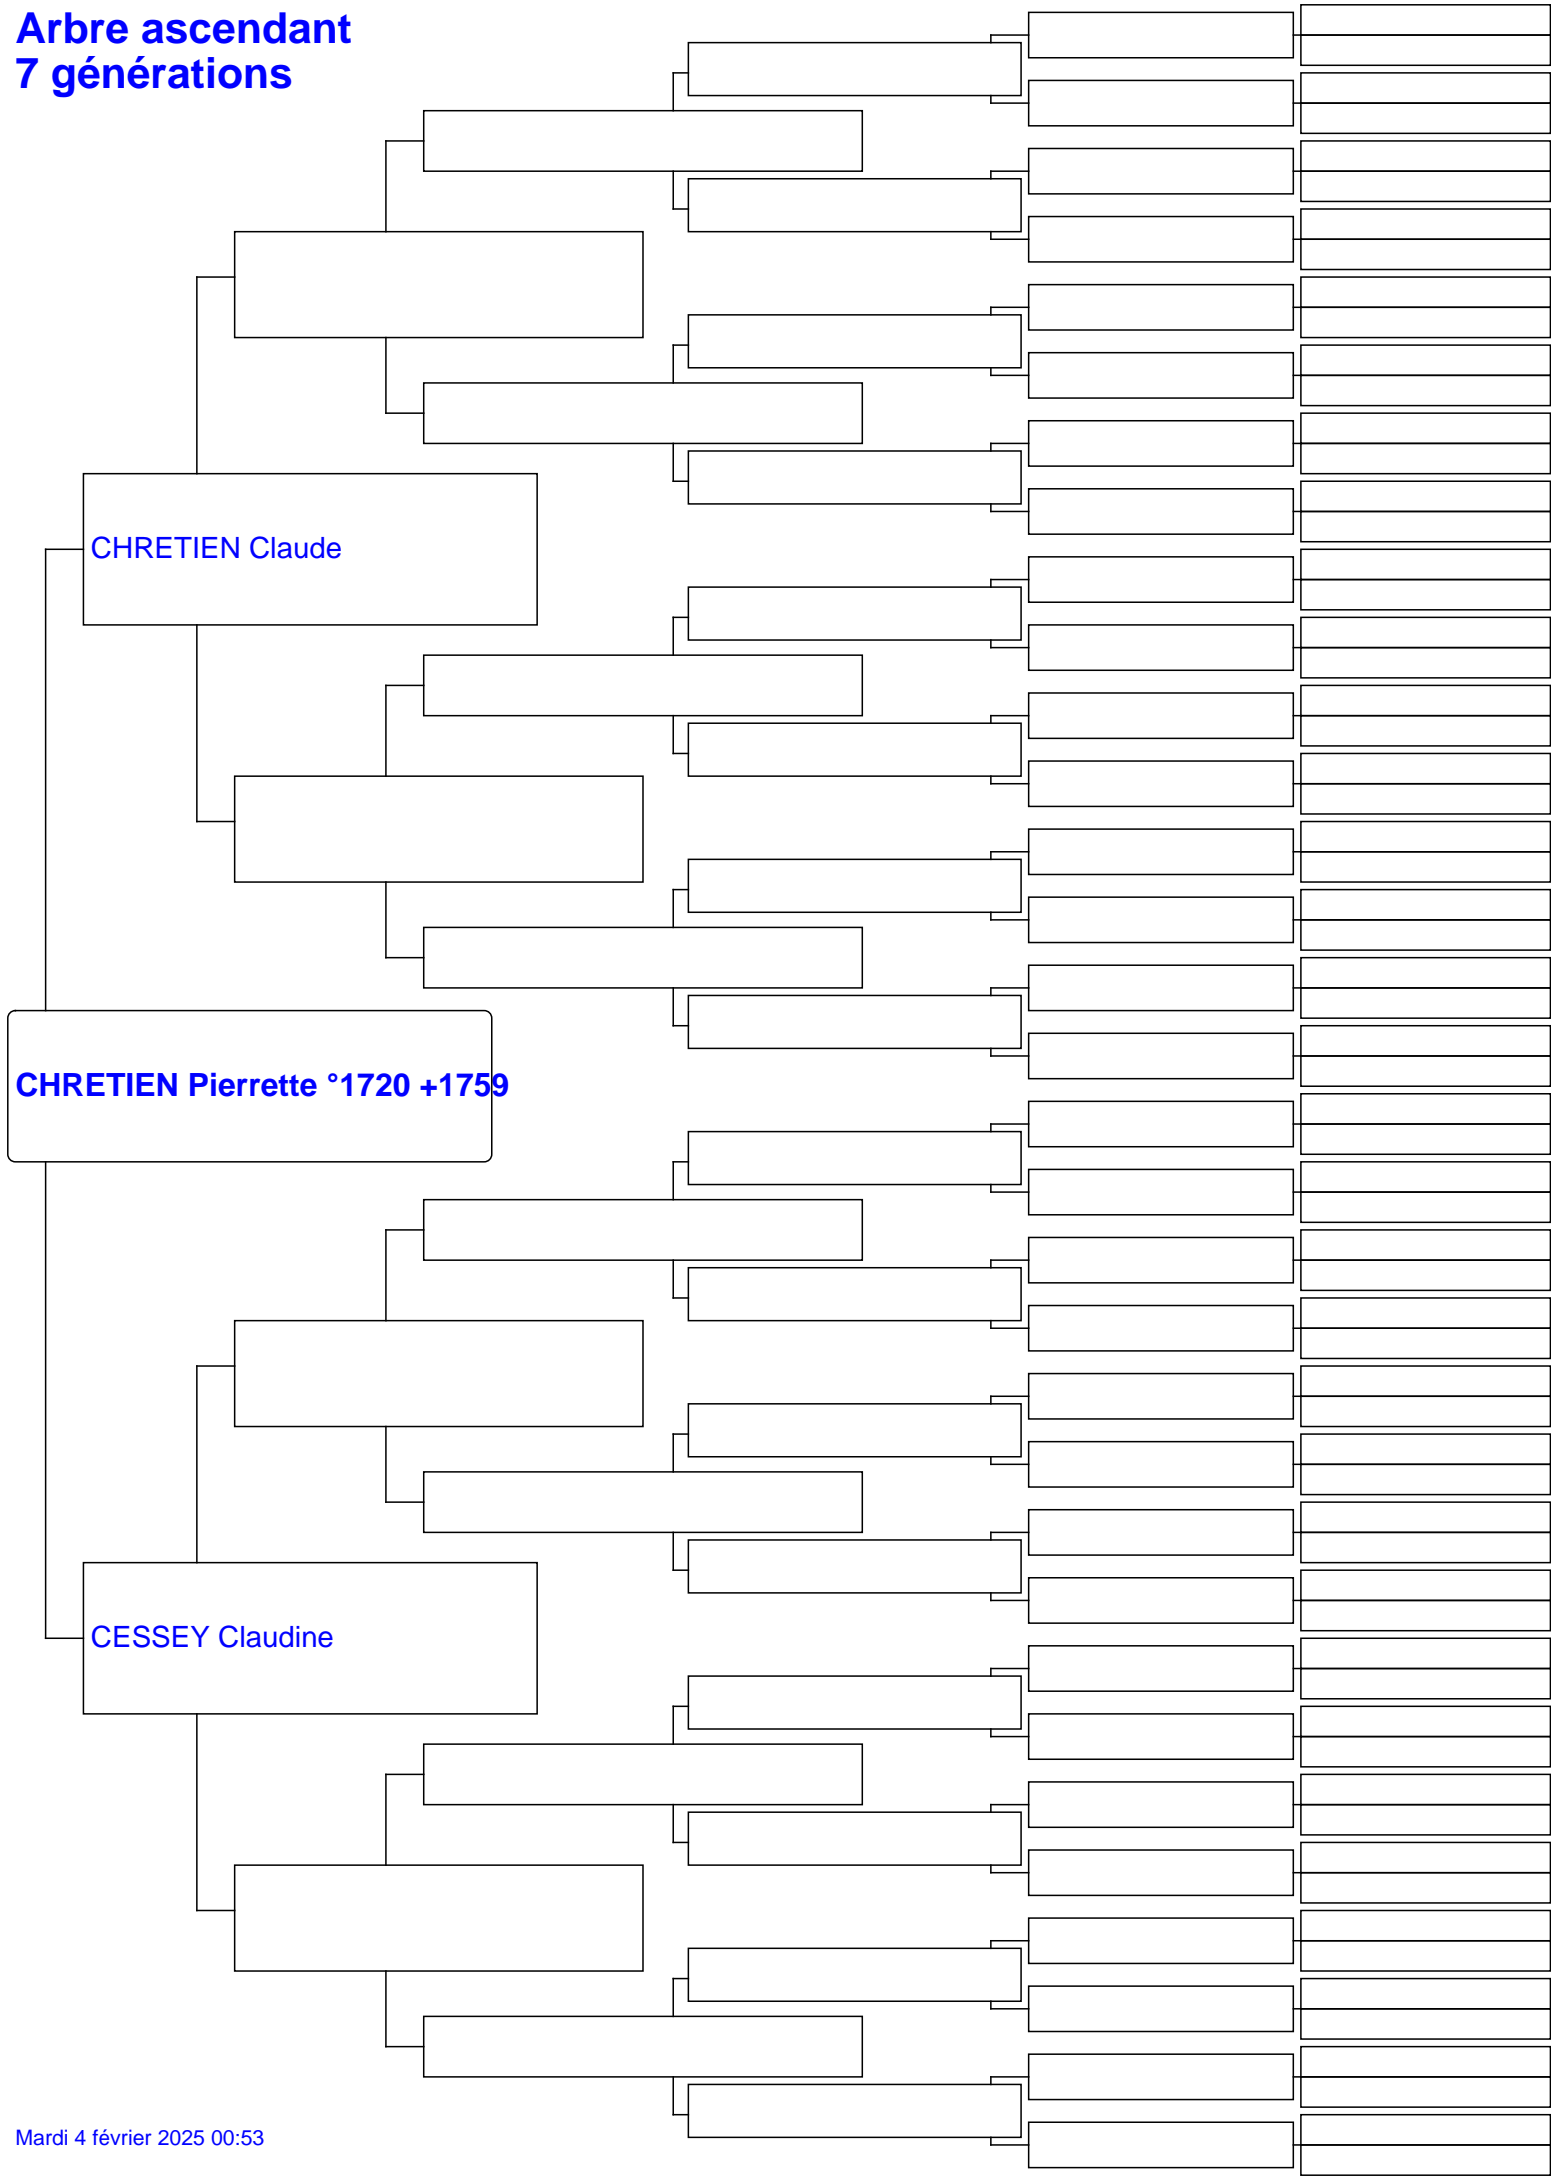 Arbre ascendant
7 générations
CHRETIEN Claude
CHRETIEN Pierrette °1720 +1759
CESSEY Claudine
Mardi 4 février 2025 00:53